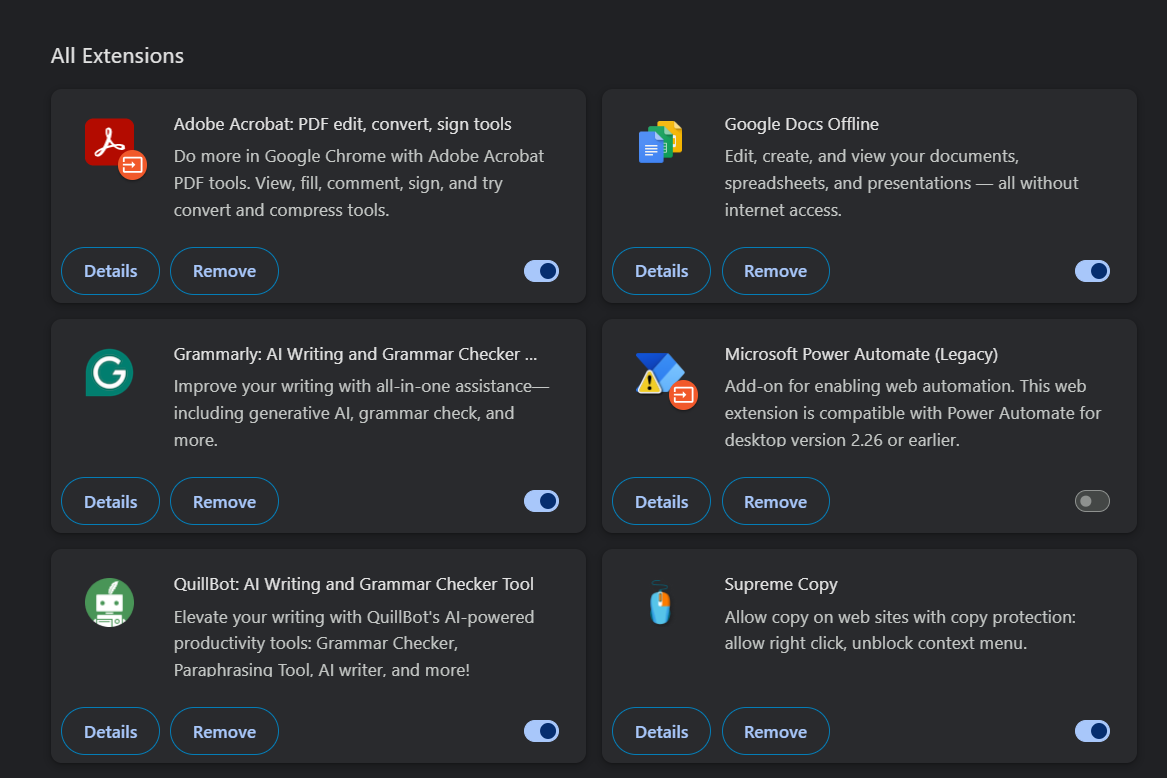 All Extensions
Adobe Acrobat: PDF edit, convert, sign tools
Do more in Google Chrome with Adobe Acrobat
PDF tools. View, fill, comment, sign, and try
convert and compress tools.
Details
Remove
Google Docs Offline
Edit, create, and view your documents,
spreadsheets, and presentations — all without
internet access.
Details
Remove
Grammarly: AI Writing and Grammar Checker ...
Improve your writing with all-in-one assistance—
including generative AI, grammar check, and
more.
Details
Remove
Microsoft Power Automate (Legacy)
Add-on for enabling web automation. This web
extension is compatible with Power Automate for
desktop version 2.26 or earlier.
Details
Remove
QuillBot: AI Writing and Grammar Checker Tool
Elevate your writing with QuillBot's AI-powered
productivity tools: Grammar Checker,
Paraphrasing Tool, AI writer, and more!
Details
Remove
Supreme Copy
Allow copy on web sites with copy protection:
allow right click, unblock context menu.
Details
Remove